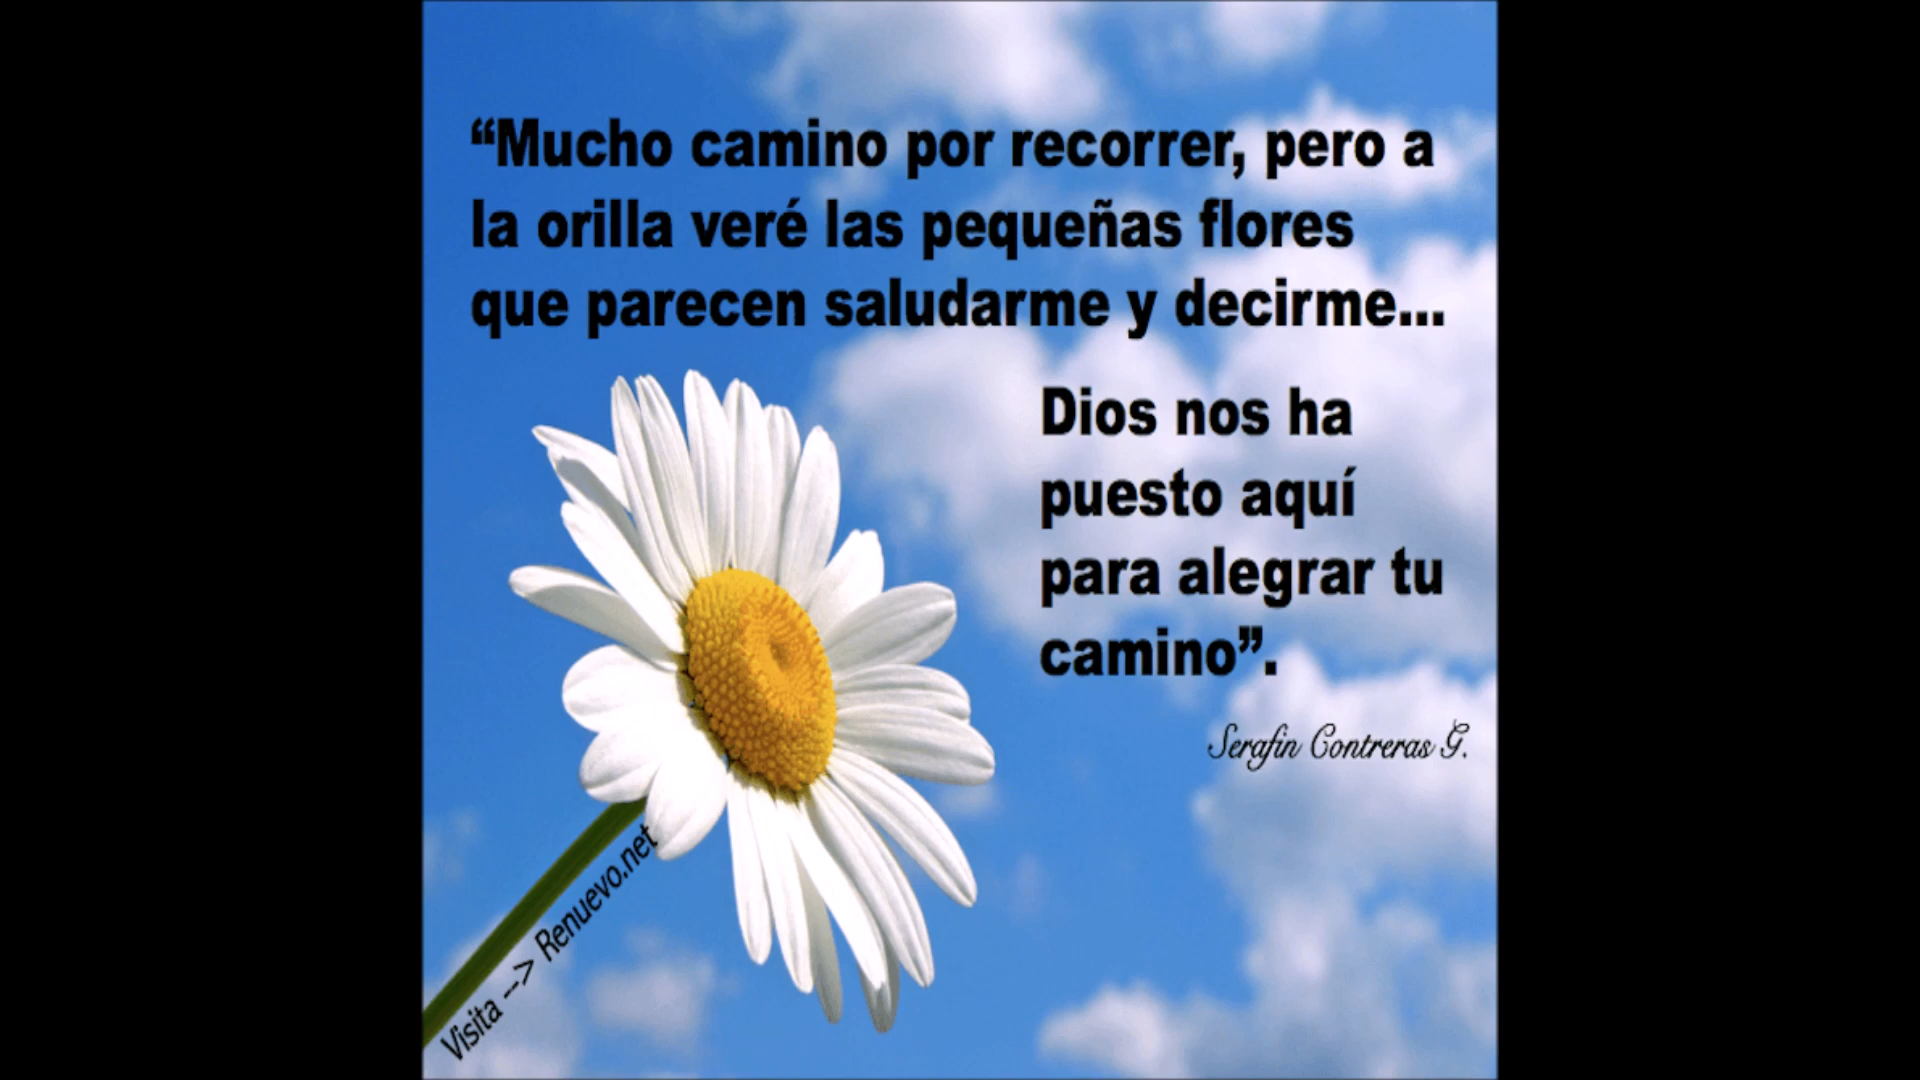 “Mucho camino por recorrer, pero a
la orilla veré las pequeñas flores
que parecen saludarme y decirme...
Dios nos ha
puesto aquí
para alegrar tu
camino”.
Serafin Contreras G.
Visita --> Renuevo.net